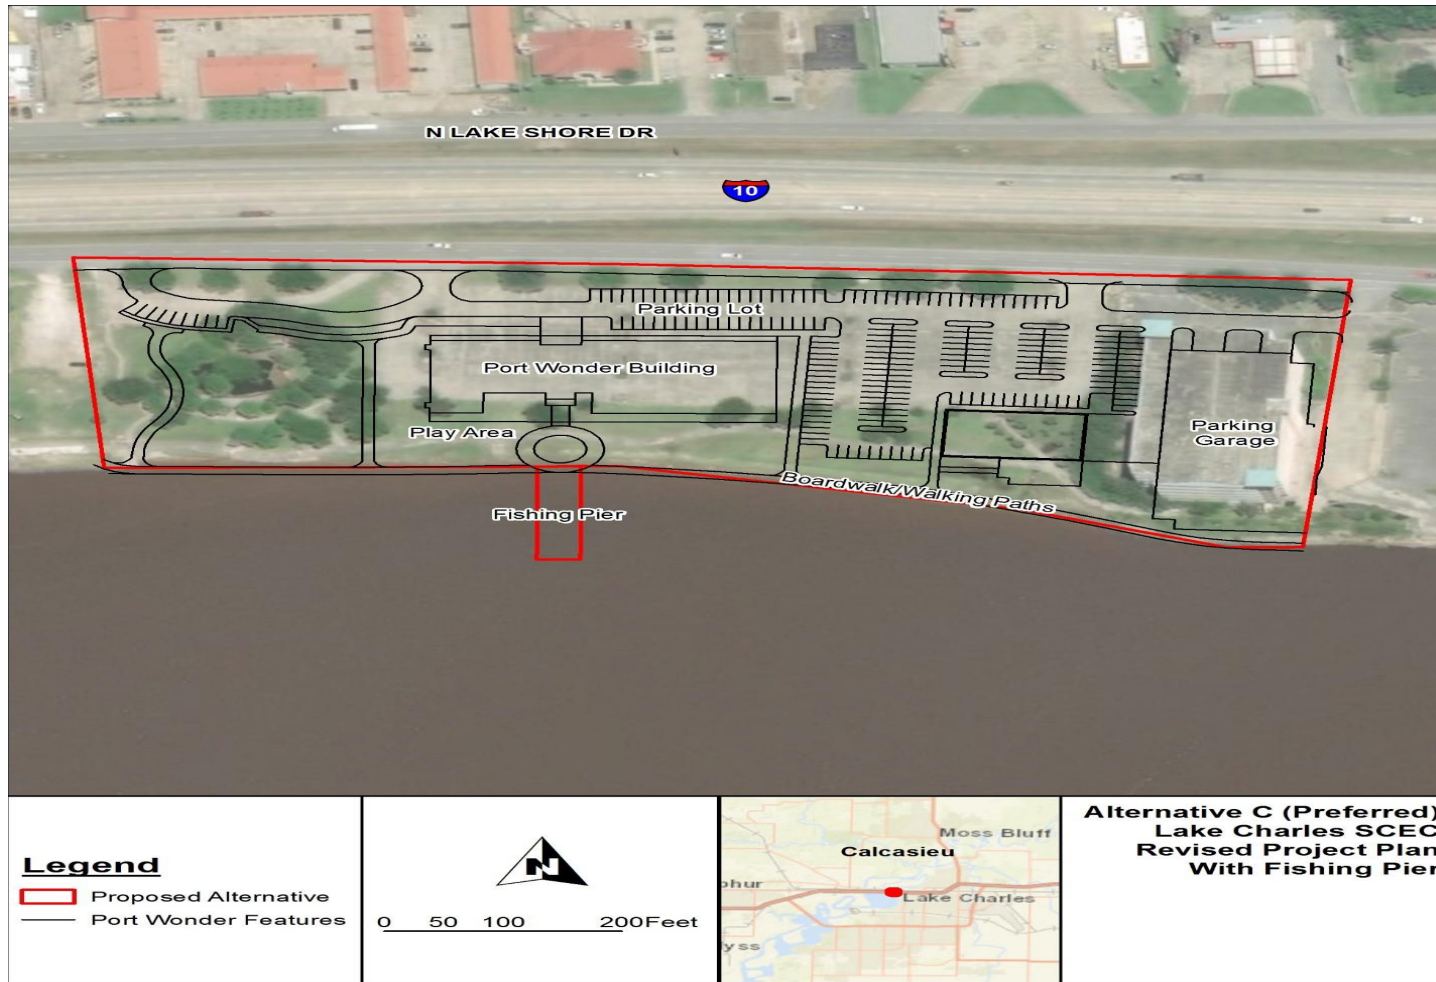 N LAKE SHORE DR
10
Parking Lot
Port Wonder Building
Play Area
Parking
Garage
Boardwalk/Walking Paths
Fishing Pier
Legend
Proposed Alternative
Port Wonder Features
N
0 50 100 200Feet
Moss Bluff
Calcasieu
phur
Lake Charles
yss
Alternative C (Preferred)
Lake Charles SCEC
Revised Project Plan
With Fishing Pier